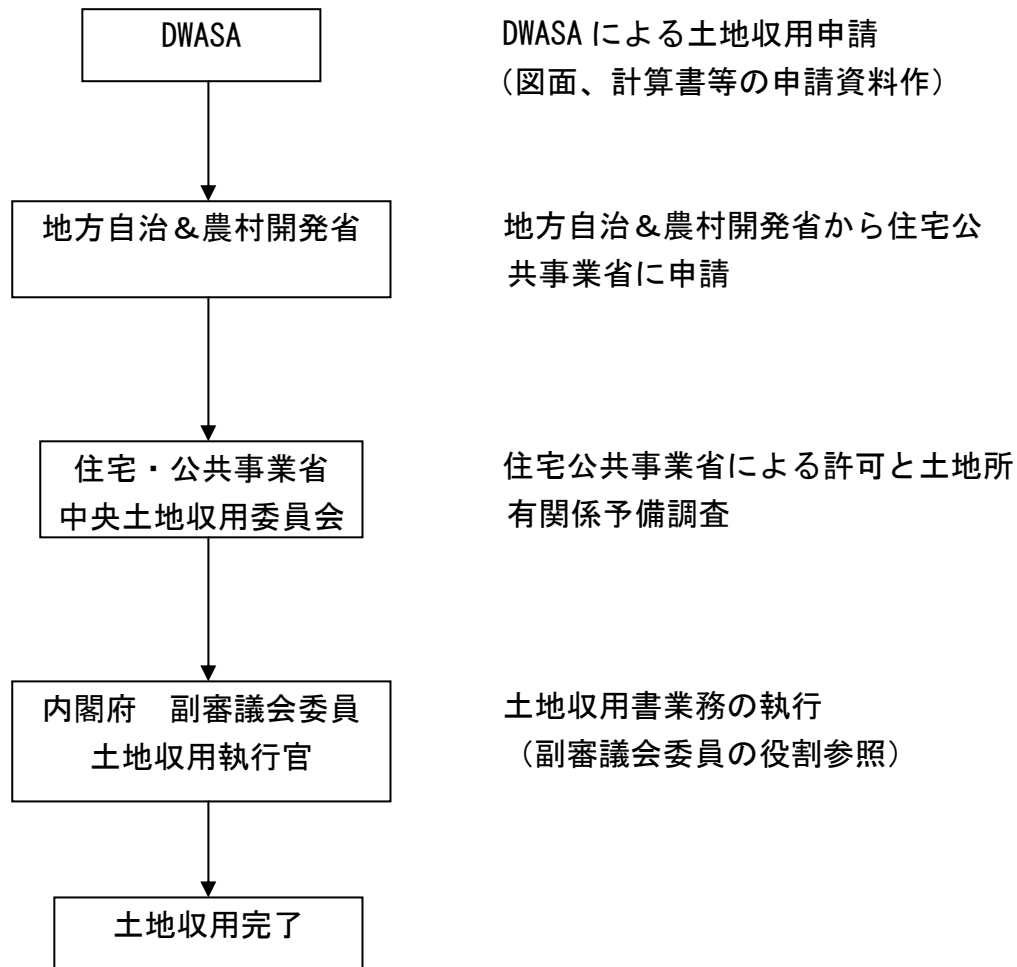 DWASA
DWASA による土地収用申請
(図面、計算書等の申請資料作)
地方自治＆農村開発省
地方自治＆農村開発省から住宅公
共事業省に申請
住宅・公共事業省
中央土地収用委員会
住宅公共事業省による許可と土地所
有関係予備調査
内閣府　副審議会委員
土地収用執行官
土地収用書業務の執行
（副審議会委員の役割参照）
土地収用完了